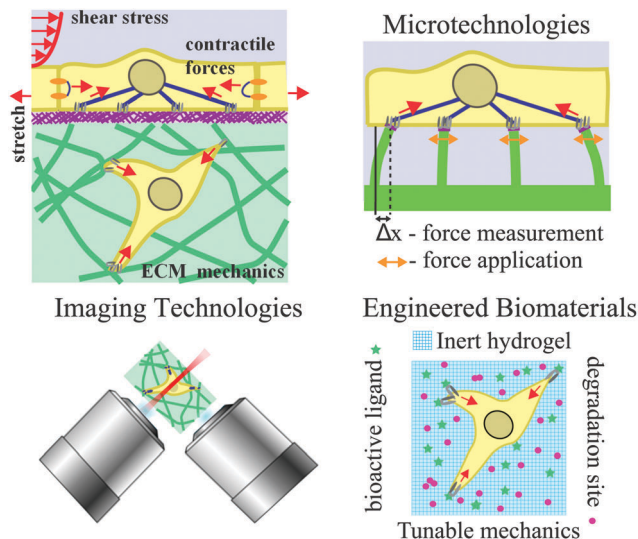 shear stress
contractile
forces
stretch
ECM mechanics
Microtechnologies
Δx - force measurement
- force application
Imaging Technologies
Engineered Biomaterials
Inert hydrogel
bioactive ligand
degradation site
Tunable mechanics